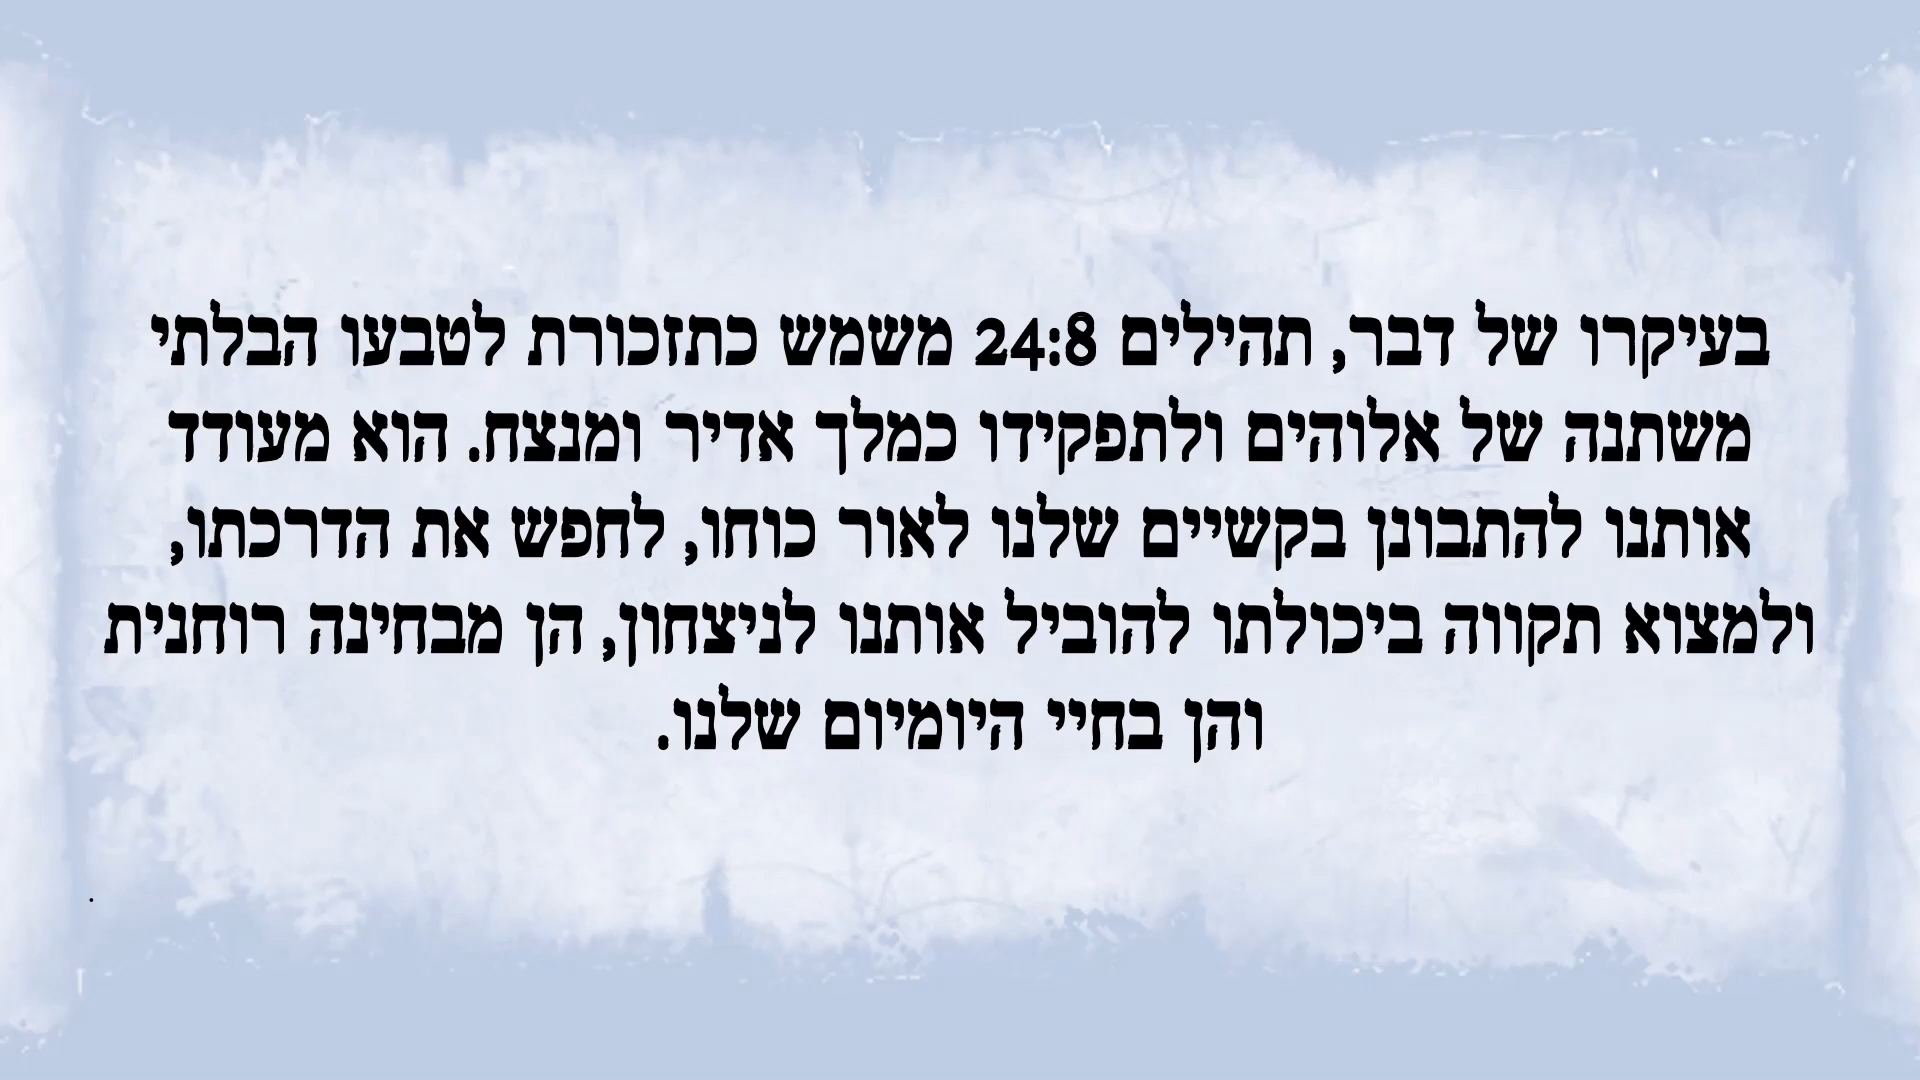 בעיקרו של דבר, תהילים 24:8 משמש כתזכורת לטבעו הבלתי
משתנה של אלוהים ולתפקידו כמלך אדיר ומנצח. הוא מעודד
אותנו להתבונן בקשיים שלנו לאור כוחו, לחפש את הדרכתו,
ולמצוא תקווה ביכולתו להוביל אותנו לניצחון, הן מבחינה רוחנית
והן בחיי היומיום שלנו.
.